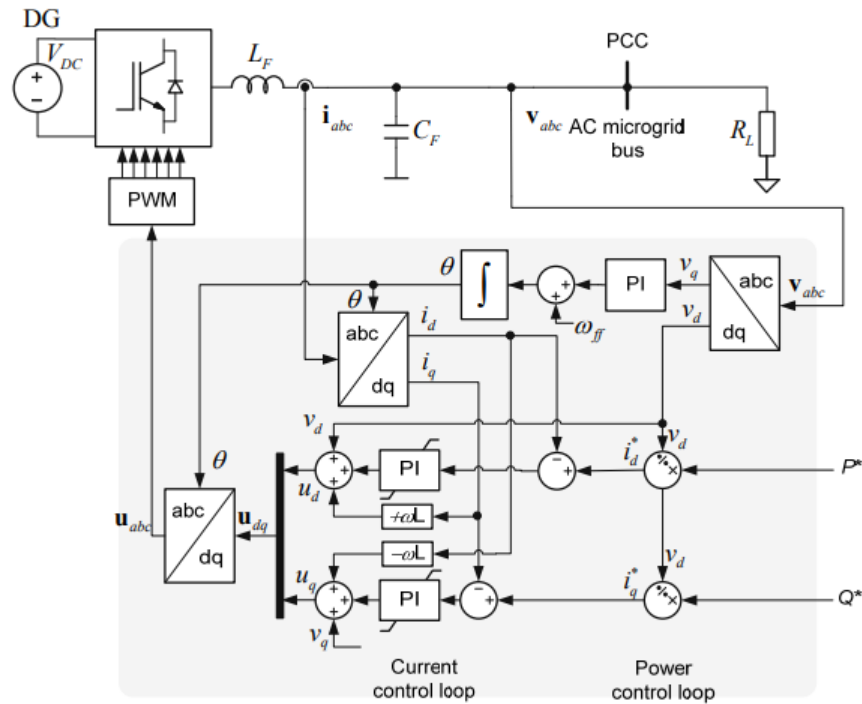 DG
V_DC
L_F
PCC
i_abc
C_F
v_abc
AC microgrid
bus
R_L
PWM
θ
∫
PI
v_q
abc
dq
v_abc
ω_ff
v_d
θ
abc
dq
i_d
i_q
v_d
v_d
PI
u_d
i_d^*
P*
+ωL
θ
abc
dq
u_abc
u_dq
−ωL
v_d
u_q
PI
i_q^*
Q*
v_q
Current
control loop
Power
control loop